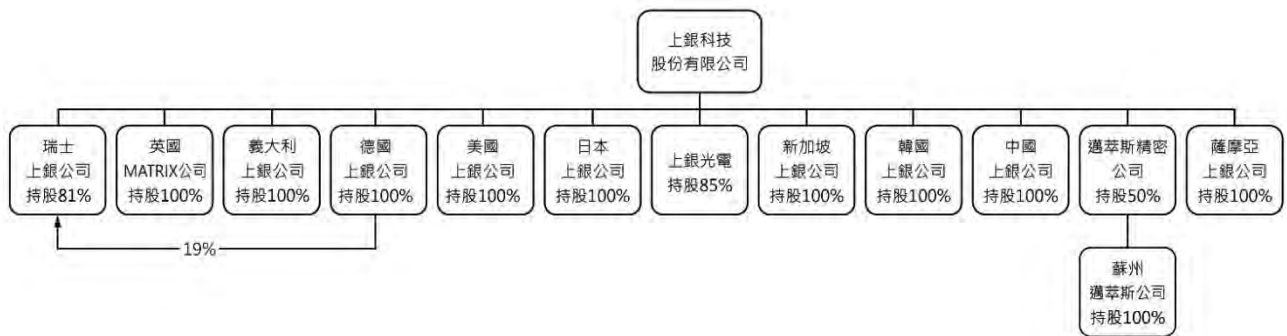 上銀科技
股份有限公司
瑞士
上銀公司
持股81%
英國
MATRIX公司
持股100%
義大利
上銀公司
持股100%
德國
上銀公司
持股100%
美國
上銀公司
持股100%
日本
上銀公司
持股100%
上銀光電
持股85%
新加坡
上銀公司
持股100%
韓國
上銀公司
持股100%
中國
上銀公司
持股100%
邁萃斯精密
公司
持股50%
薩摩亞
上銀公司
持股100%
19%
蘇州
邁萃斯公司
持股100%